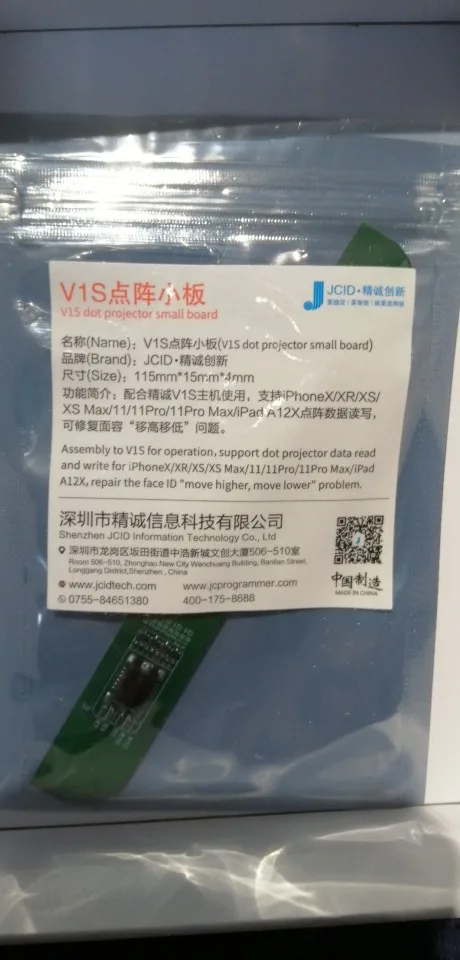 V1S点阵小板
V1S dot projector small board
JCID·精诚创新
名称(Name)：V1S点阵小板(V1S dot projector small board)
品牌(Brand)：JCID·精诚创新
尺寸(Size)：115mm*15mm*4mm
功能简介：配合精诚V1S主机使用，支持iPhoneX/XR/XS/
XS Max/11/11Pro/11Pro Max/iPad A12X点阵数据读写，
可修复面容“移高移低”问题。
Assembly to V1S for operation, support dot projector data read
and write for iPhoneX/XR/XS/XS Max/11/11Pro/11Pro Max/iPad
A12X, repair the face ID "move higher, move lower" problem.
深圳市精诚信息科技有限公司
Shenzhen JCID Information Technology Co., Ltd
深圳市龙岗区坂田街道中浩新城文创大厦506-510室
Room 506-510, Zhonghao New City Wenchuang Building, Bantian Street,
Longgang District,Shenzhen , China
www.jcidtech.com www.jcprogrammer.com
0755-84651380 400-175-8688
中国制造
MADE IN CHINA